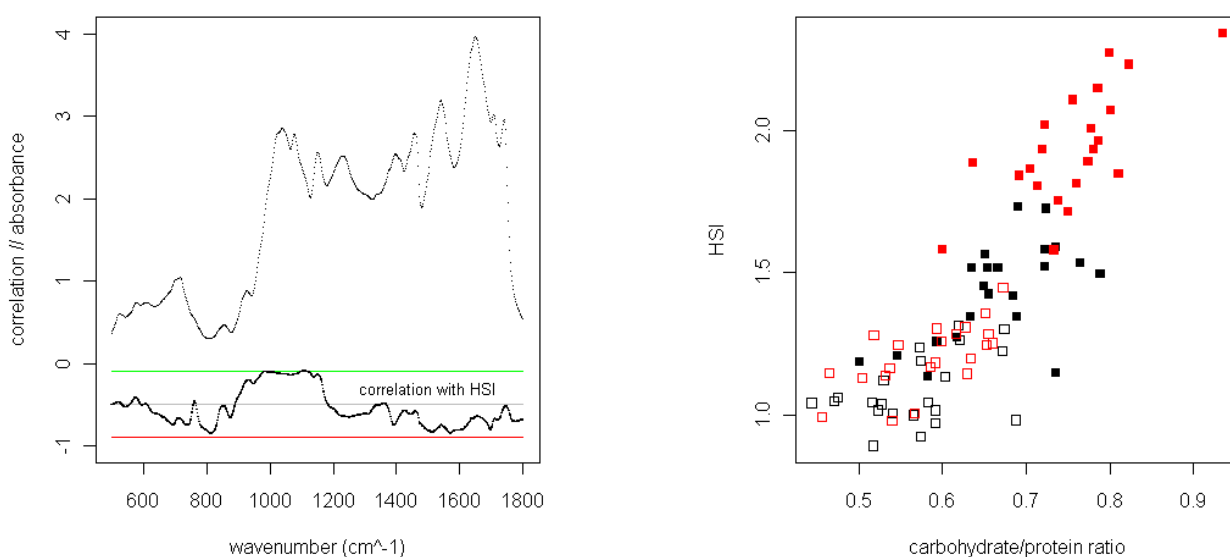 correlation // absorbance
4
3
2
1
0
-1
correlation with HSI
600 800 1000 1200 1400 1600 1800
wavenumber (cm^-1)
HSI
2.0
1.5
1.0
0.5 0.6 0.7 0.8 0.9
carbohydrate/protein ratio